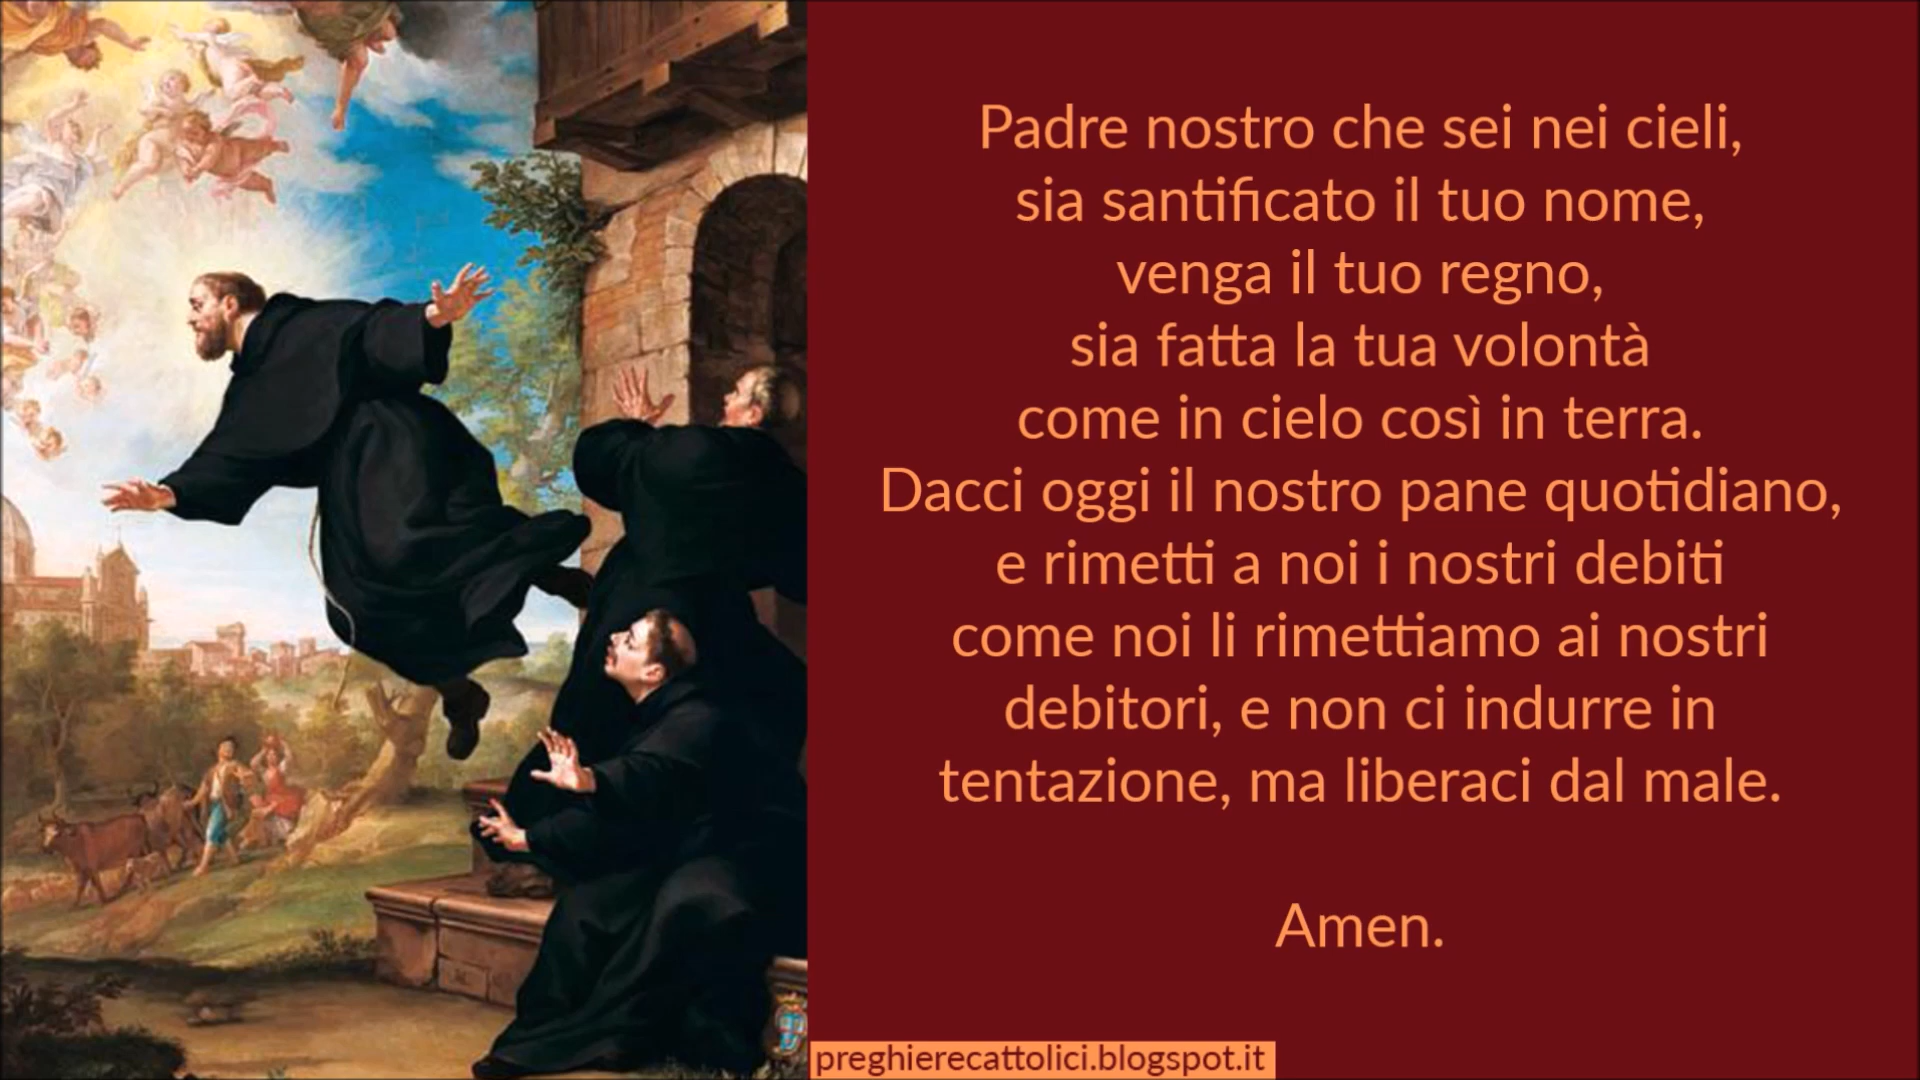 Padre nostro che sei nei cieli,
sia santificato il tuo nome,
venga il tuo regno,
sia fatta la tua volontà
come in cielo così in terra.
Dacci oggi il nostro pane quotidiano,
e rimetti a noi i nostri debiti
come noi li rimettiamo ai nostri
debitori, e non ci indurre in
tentazione, ma liberaci dal male.
Amen.
preghierecattolici.blogspot.it